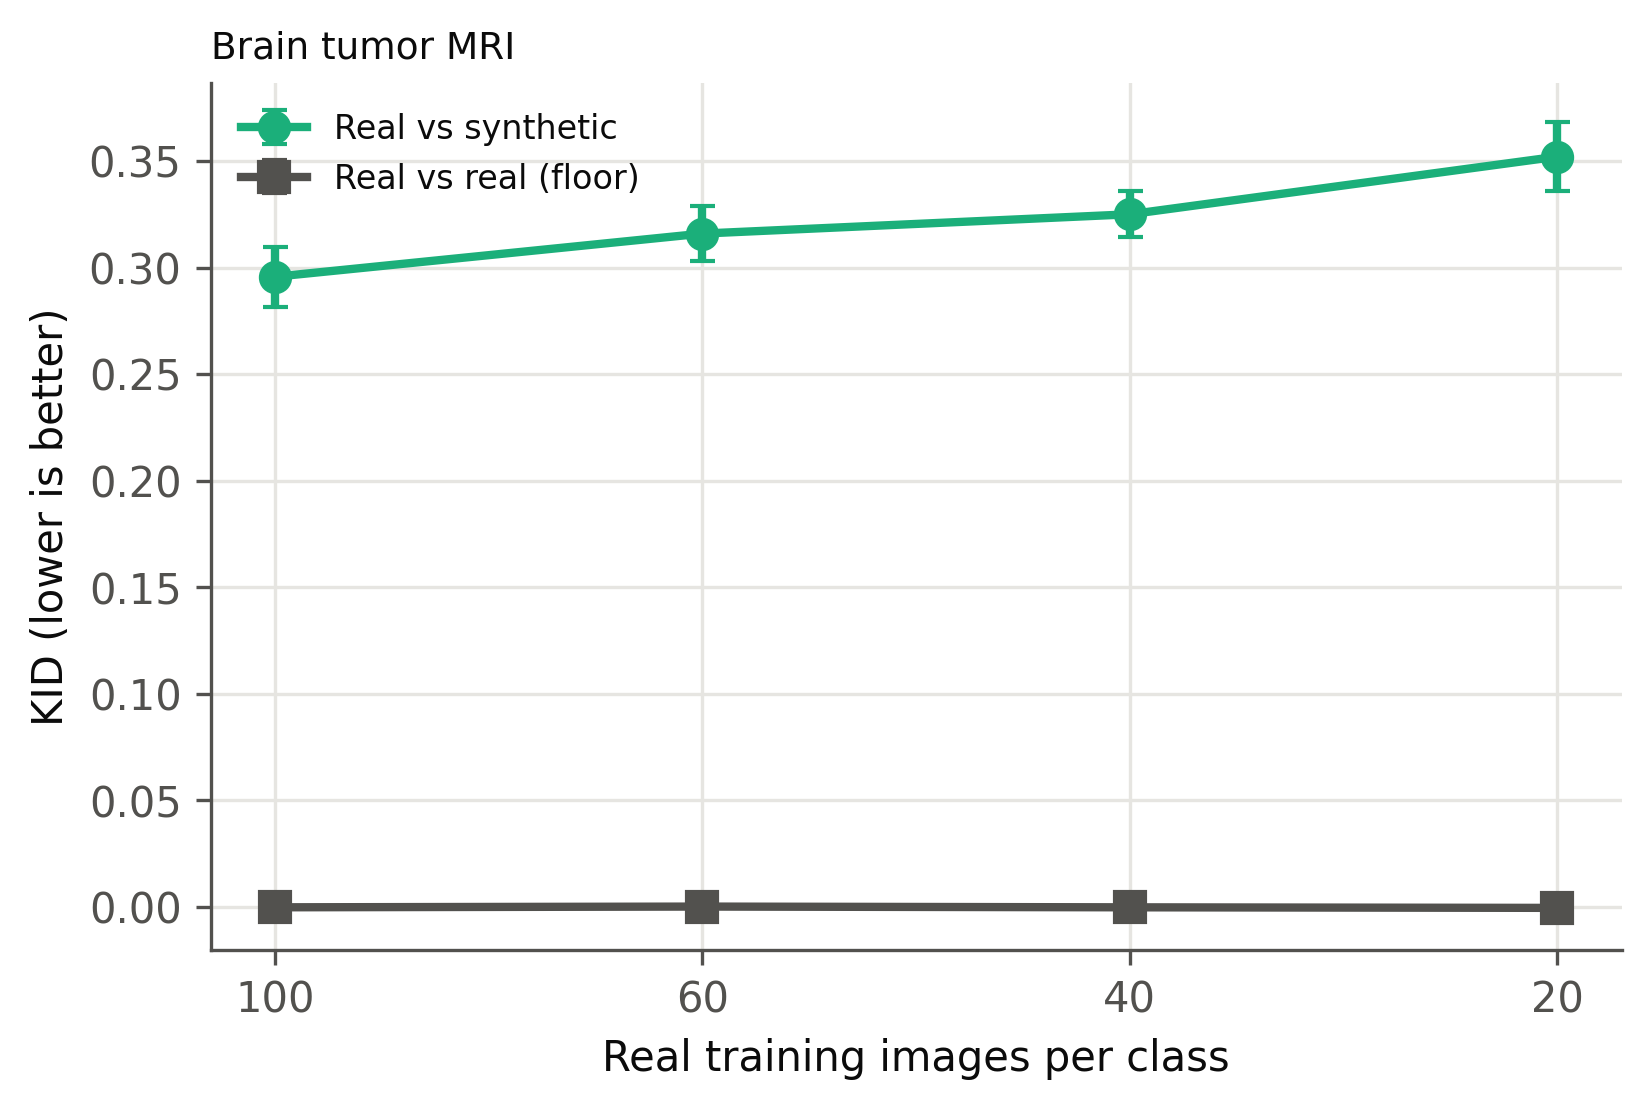 Brain tumor MRI
Real vs synthetic
Real vs real (floor)
KID (lower is better)
0.35
0.30
0.25
0.20
0.15
0.10
0.05
0.00
100 60 40 20
Real training images per class